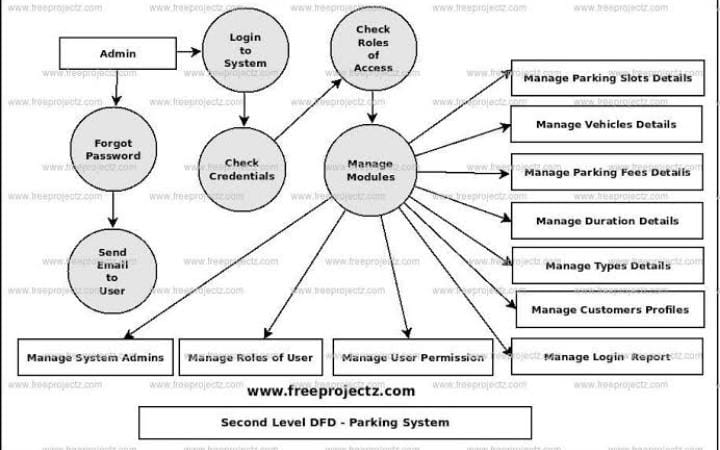 Admin
Login
to
System
Check
Roles
of
Access
Forgot
Password
Check
Credentials
Manage
Modules
Send
Email
to
User
Manage Parking Slots Details
Manage Vehicles Details
Manage Parking Fees Details
Manage Duration Details
Manage Types Details
Manage Customers Profiles
Manage Login Report
Manage System Admins
Manage Roles of User
Manage User Permission
www.freeprojectz.com
Second Level DFD - Parking System